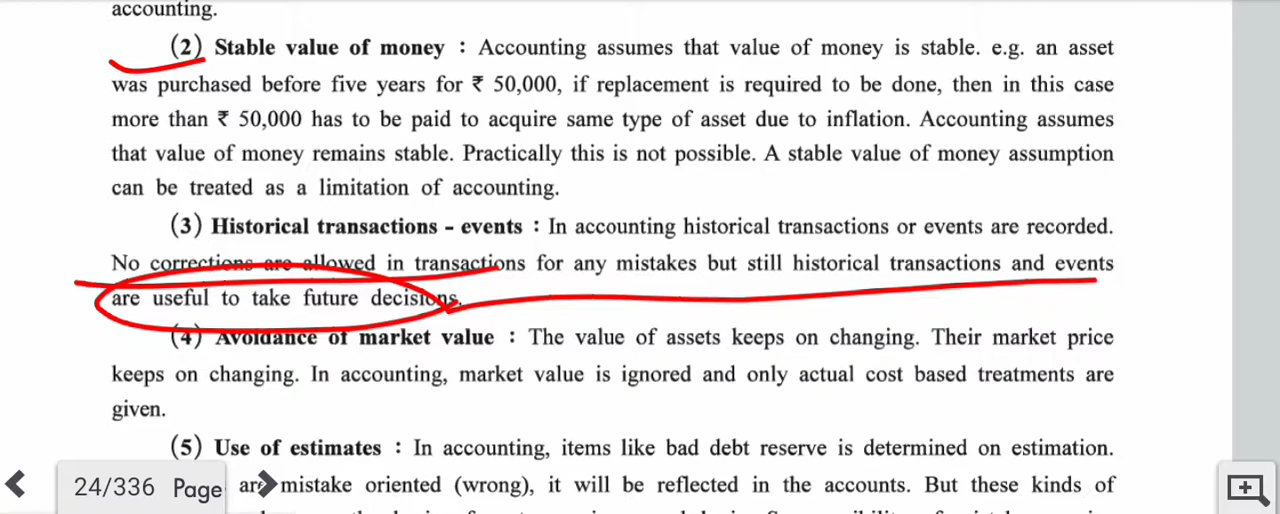 accounting.
(2) Stable value of money : Accounting assumes that value of money is stable. e.g. an asset
was purchased before five years for ₹ 50,000, if replacement is required to be done, then in this case
more than ₹ 50,000 has to be paid to acquire same type of asset due to inflation. Accounting assumes
that value of money remains stable. Practically this is not possible. A stable value of money assumption
can be treated as a limitation of accounting.
(3) Historical transactions - events : In accounting historical transactions or events are recorded.
No corrections are allowed in transactions for any mistakes but still historical transactions and events
are useful to take future decisions.
(4) Avoidance of market value : The value of assets keeps on changing. Their market price
keeps on changing. In accounting, market value is ignored and only actual cost based treatments are
given.
(5) Use of estimates : In accounting, items like bad debt reserve is determined on estimation.
24/336 Page are mistake oriented (wrong), it will be reflected in the accounts. But these kinds of